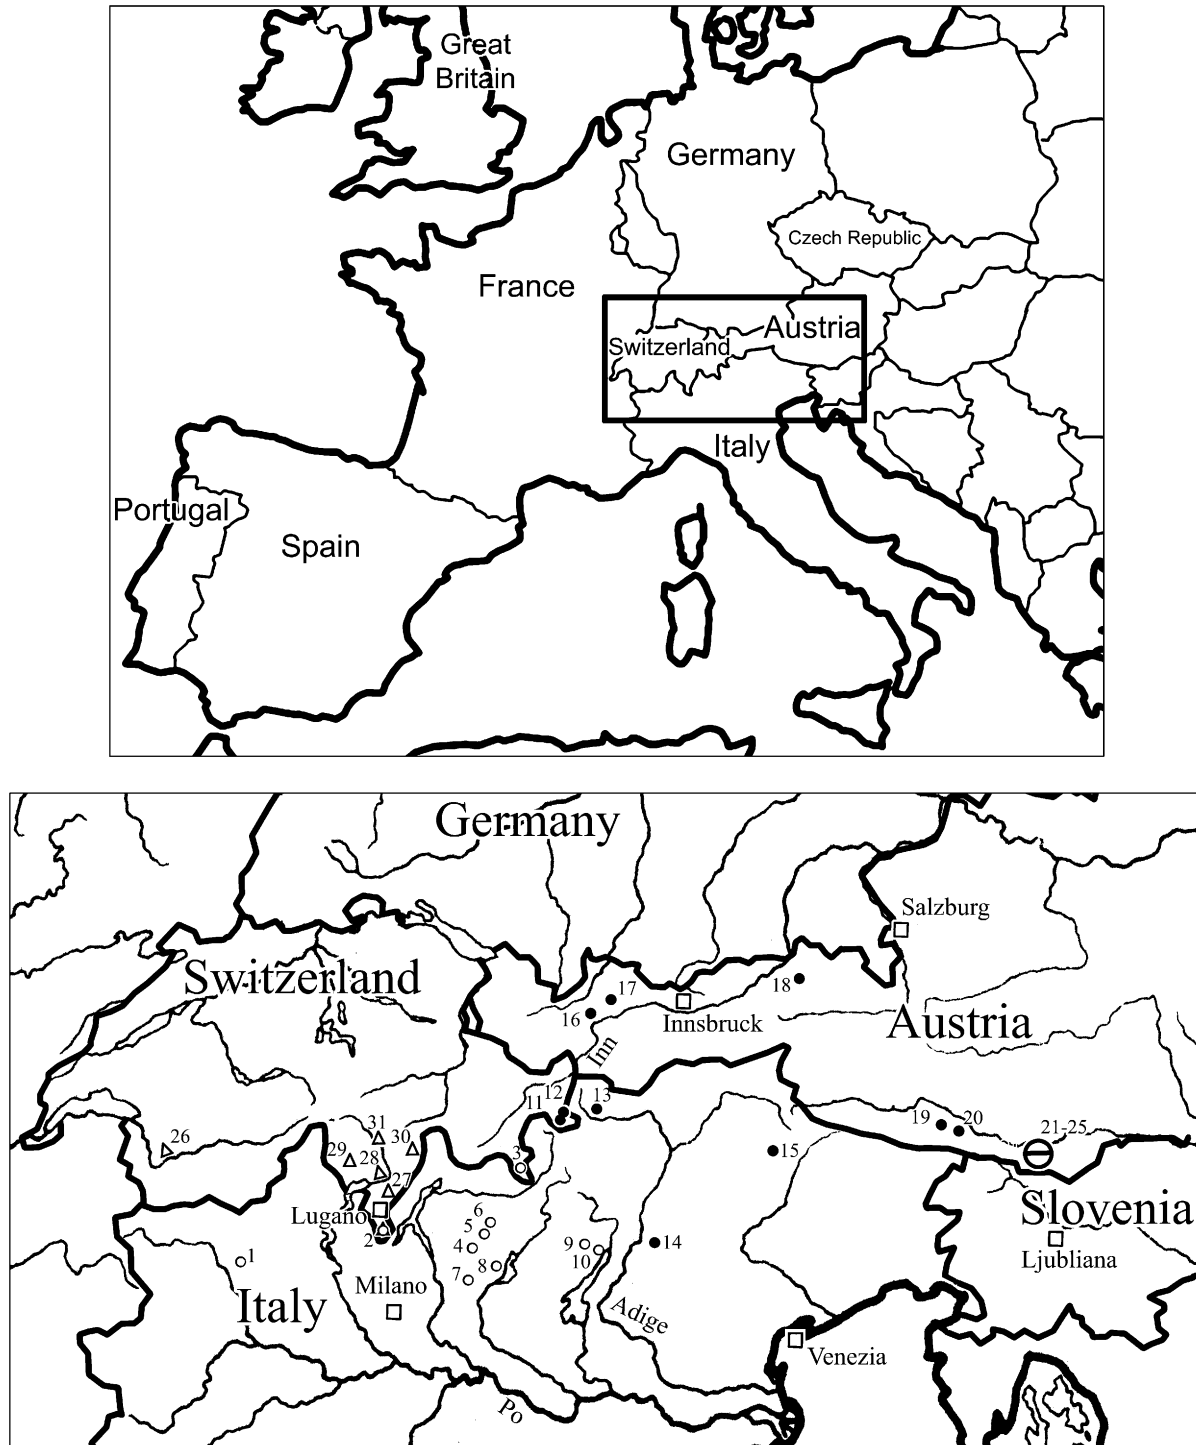 Great
Britain
Germany
Czech Republic
France
Austria
Switzerland
Italy
Portugal
Spain
Germany
Salzburg
Switzerland
17
18
16
Innsbruck
Austria
Inn
12
11
13
19
20
21-25
31
26
29
30
28
3
15
27
Slovenia
Lugano
6
5
2
4
9
14
Ljubliana
1
8
10
7
Milano
Italy
Adige
Venezia
Po